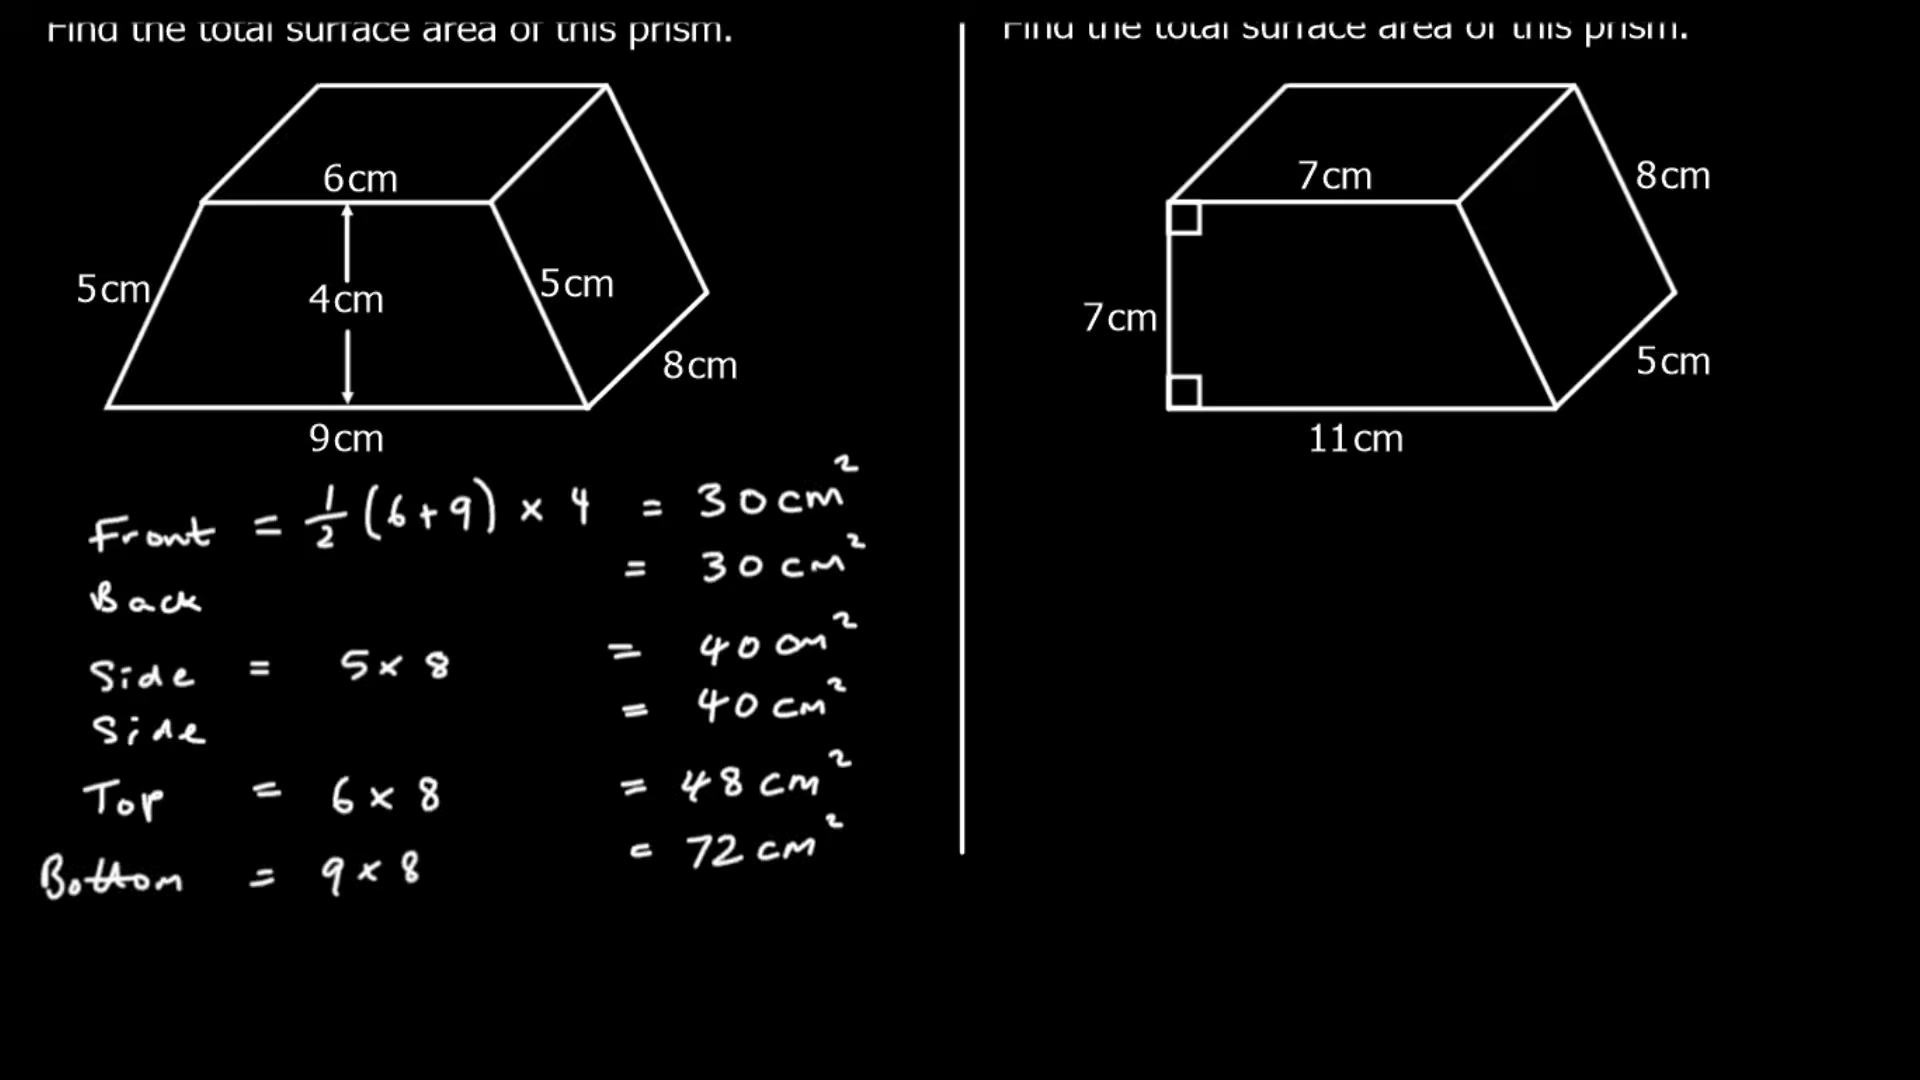 Find the total surface area of this prism.
6cm
5cm
4cm
5cm
8cm
9cm
Front = 1/2 (6+9) × 4 = 30cm²
Back = 30cm²
Side = 5×8 = 40cm²
Side = 40cm²
Top = 6×8 = 48cm²
Bottom = 9×8 = 72cm²
Find the total surface area of this prism.
7cm
8cm
7cm
5cm
11cm